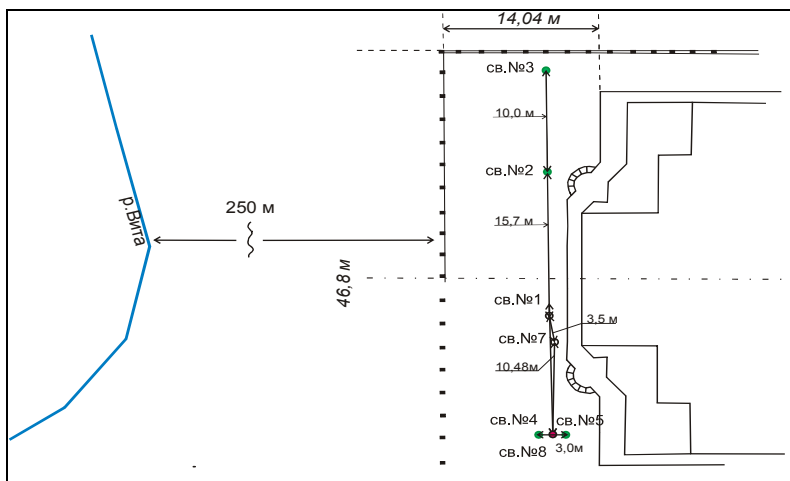 14,04 м
св.№3
10,0 м
св.№2
р.Вита
250 м
15,7 м
46,8 м
св.№1
3,5 м
св.№7
10,48м
св.№4
св.№5
св.№8
3,0м